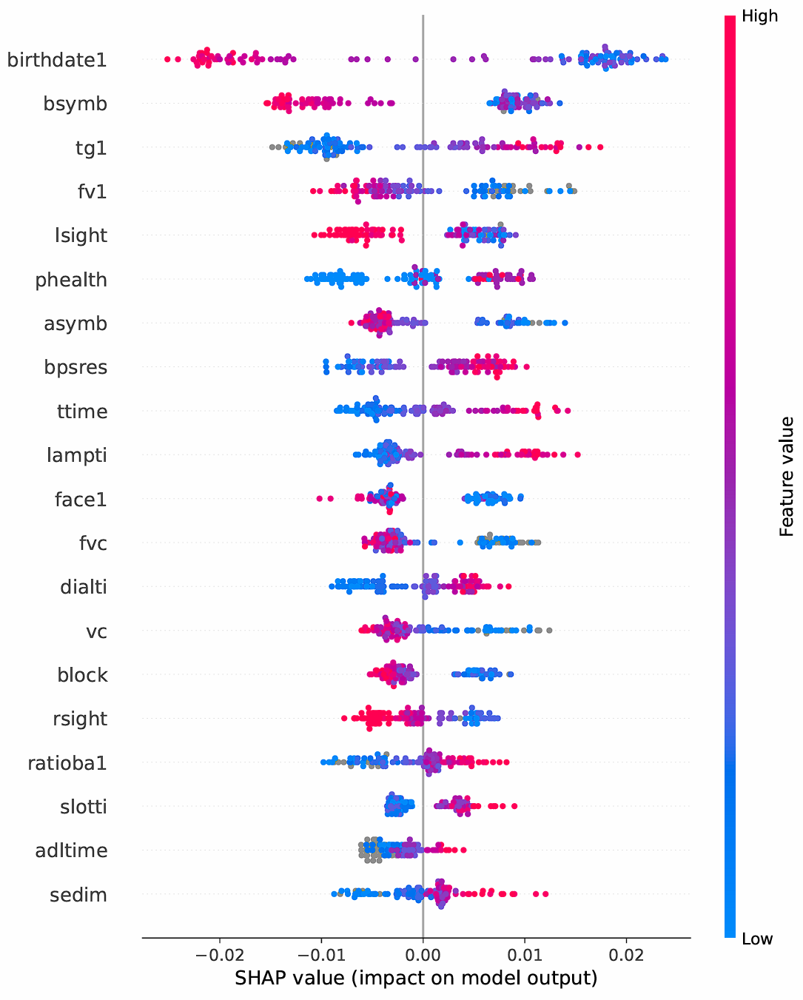 High
birthdate1
bsymb
tg1
fv1
lsight
phealth
asymb
bpsres
ttime
lampti
face1
fvc
dialti
vc
block
rsight
ratioba1
slotti
adltime
sedim
Feature value
Low
−0.02 −0.01 0.00 0.01 0.02
SHAP value (impact on model output)